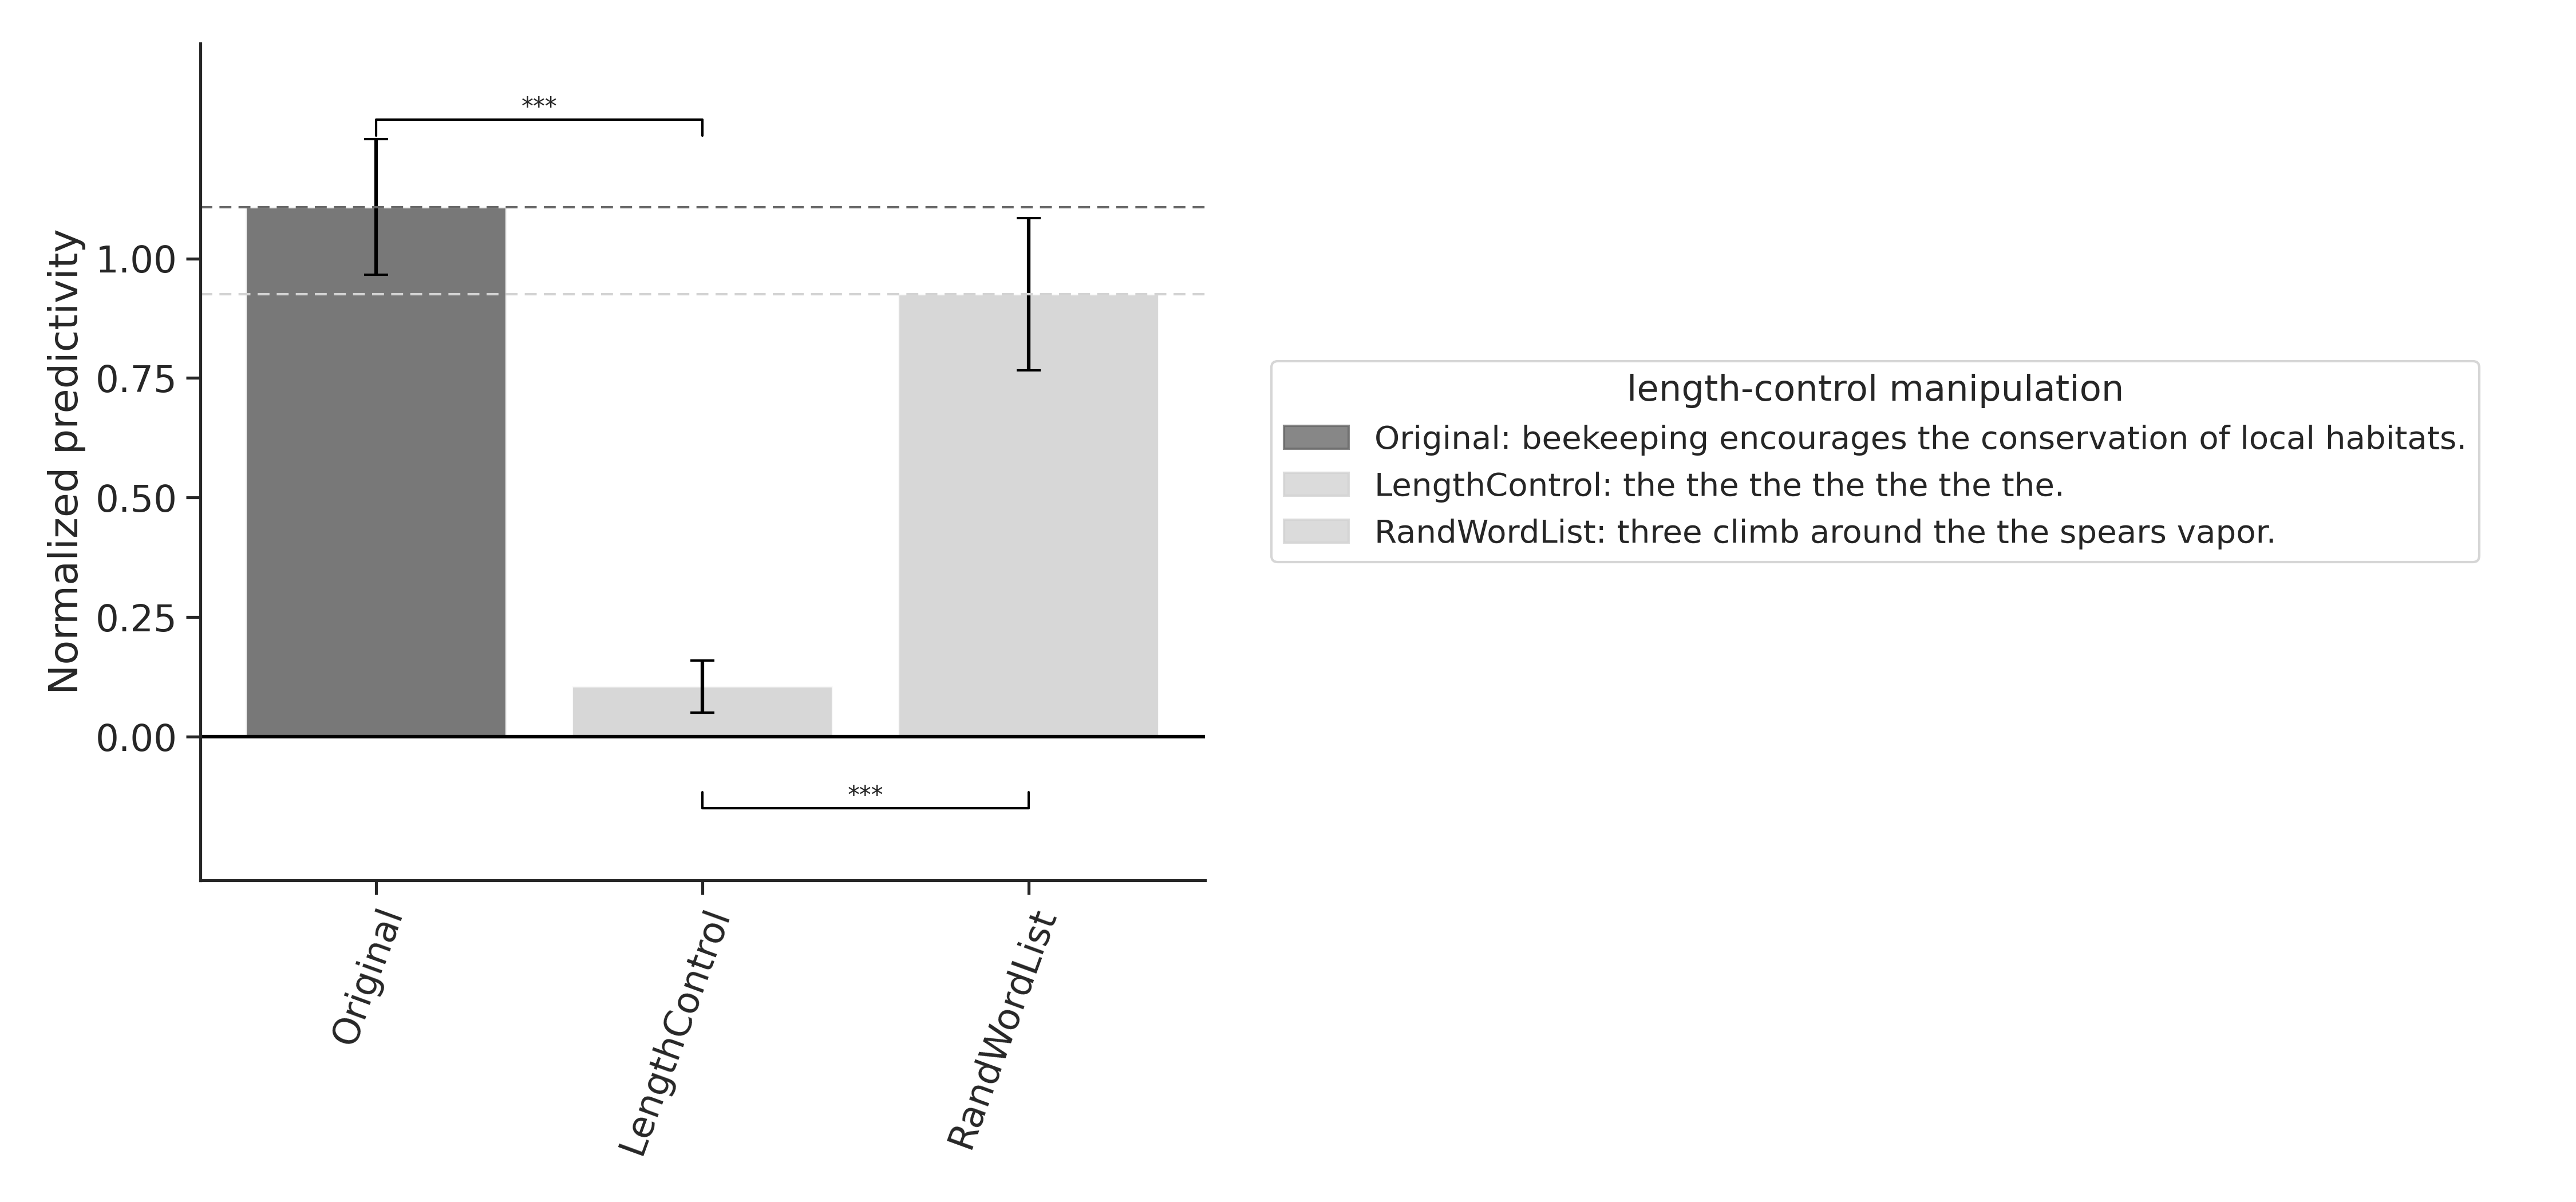 ***
Normalized predictivity
1.00
0.75
0.50
0.25
0.00
***
Original
LengthControl
RandWordList
length-control manipulation
Original: beekeeping encourages the conservation of local habitats.
LengthControl: the the the the the the the.
RandWordList: three climb around the the spears vapor.